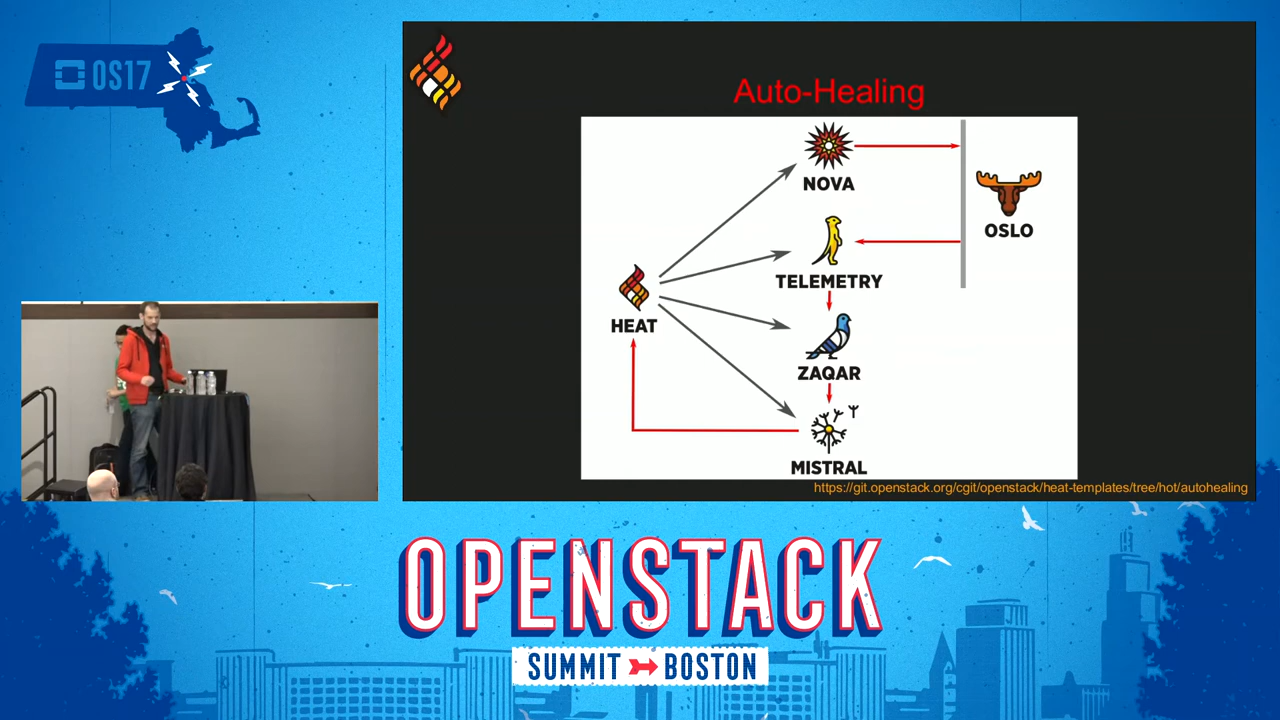 OS17
Auto-Healing
NOVA
OSLO
TELEMETRY
HEAT
ZAQAR
MISTRAL
https://git.openstack.org/cgit/openstack/heat-templates/tree/hot/autohealing
OPENSTACK
SUMMIT BOSTON